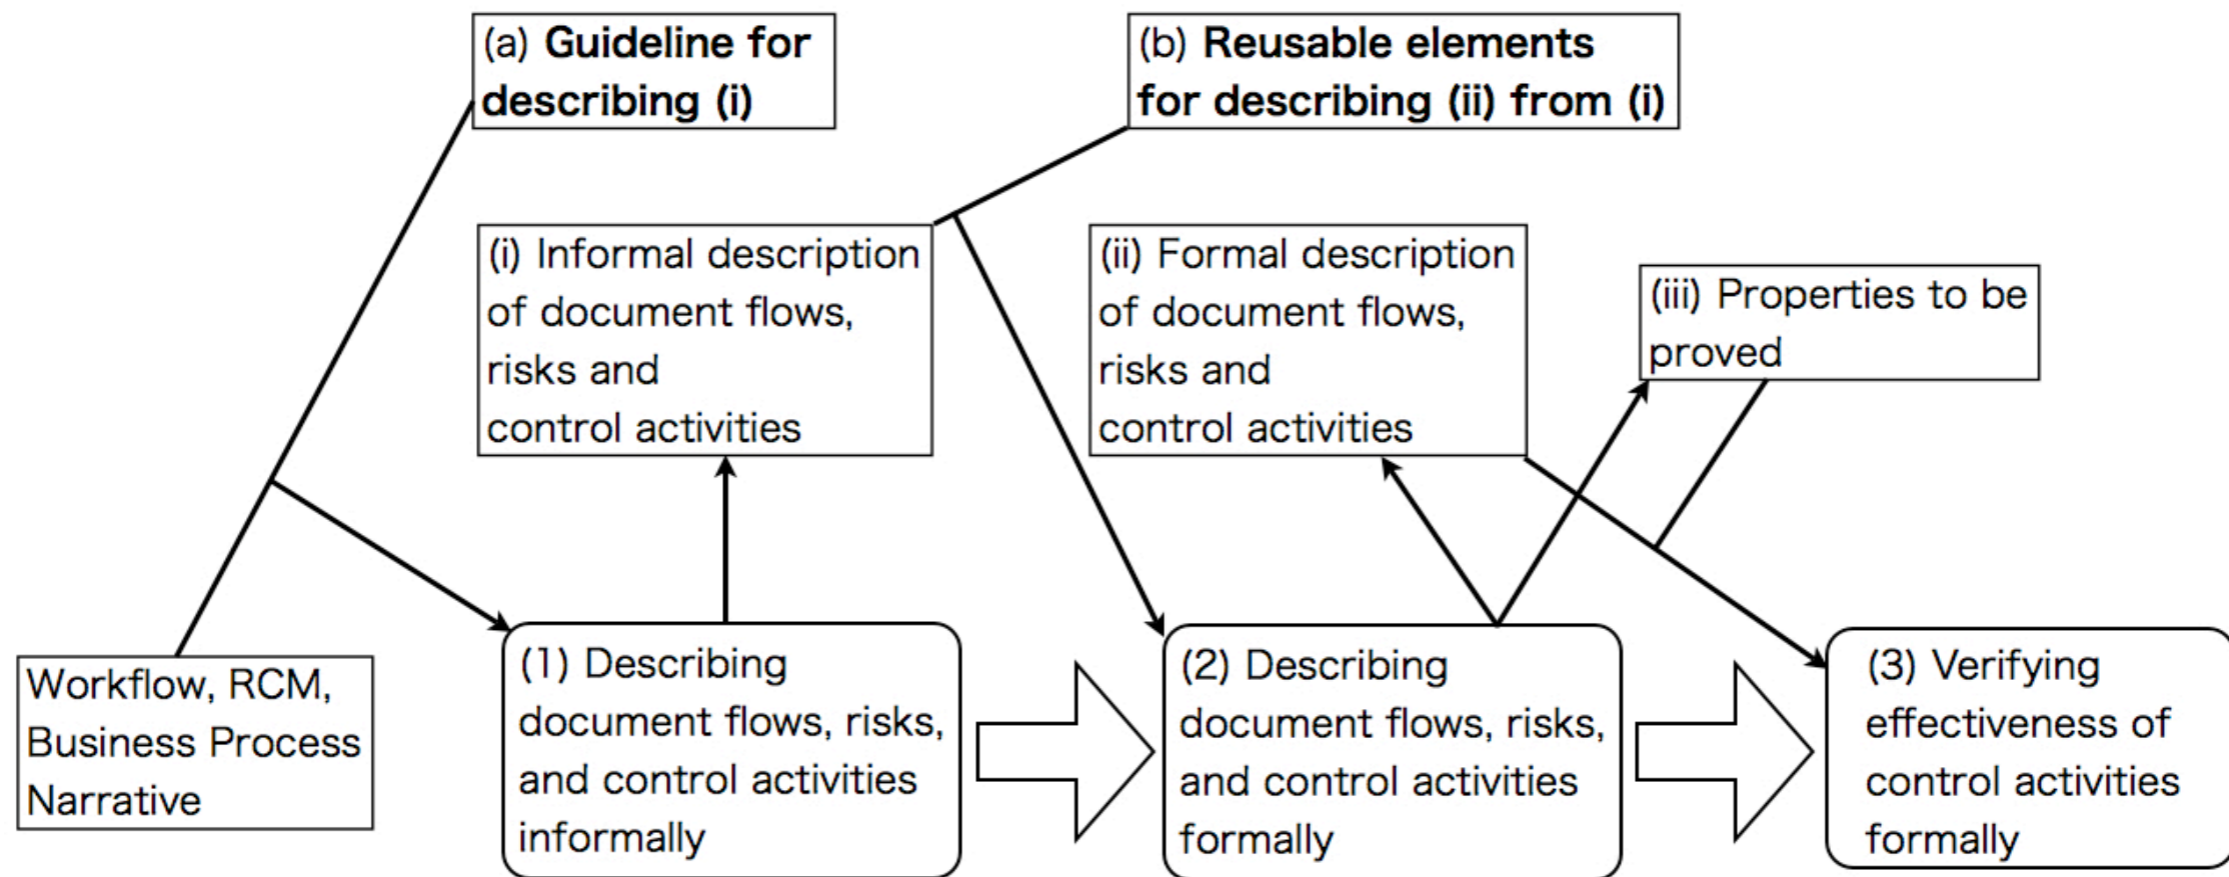 (a) Guideline for
describing (i)
(b) Reusable elements
for describing (ii) from (i)
(i) Informal description
of document flows,
risks and
control activities
(ii) Formal description
of document flows,
risks and
control activities
(iii) Properties to be
proved
Workflow, RCM,
Business Process
Narrative
(1) Describing
document flows, risks,
and control activities
informally
(2) Describing
document flows, risks,
and control activities
formally
(3) Verifying
effectiveness of
control activities
formally